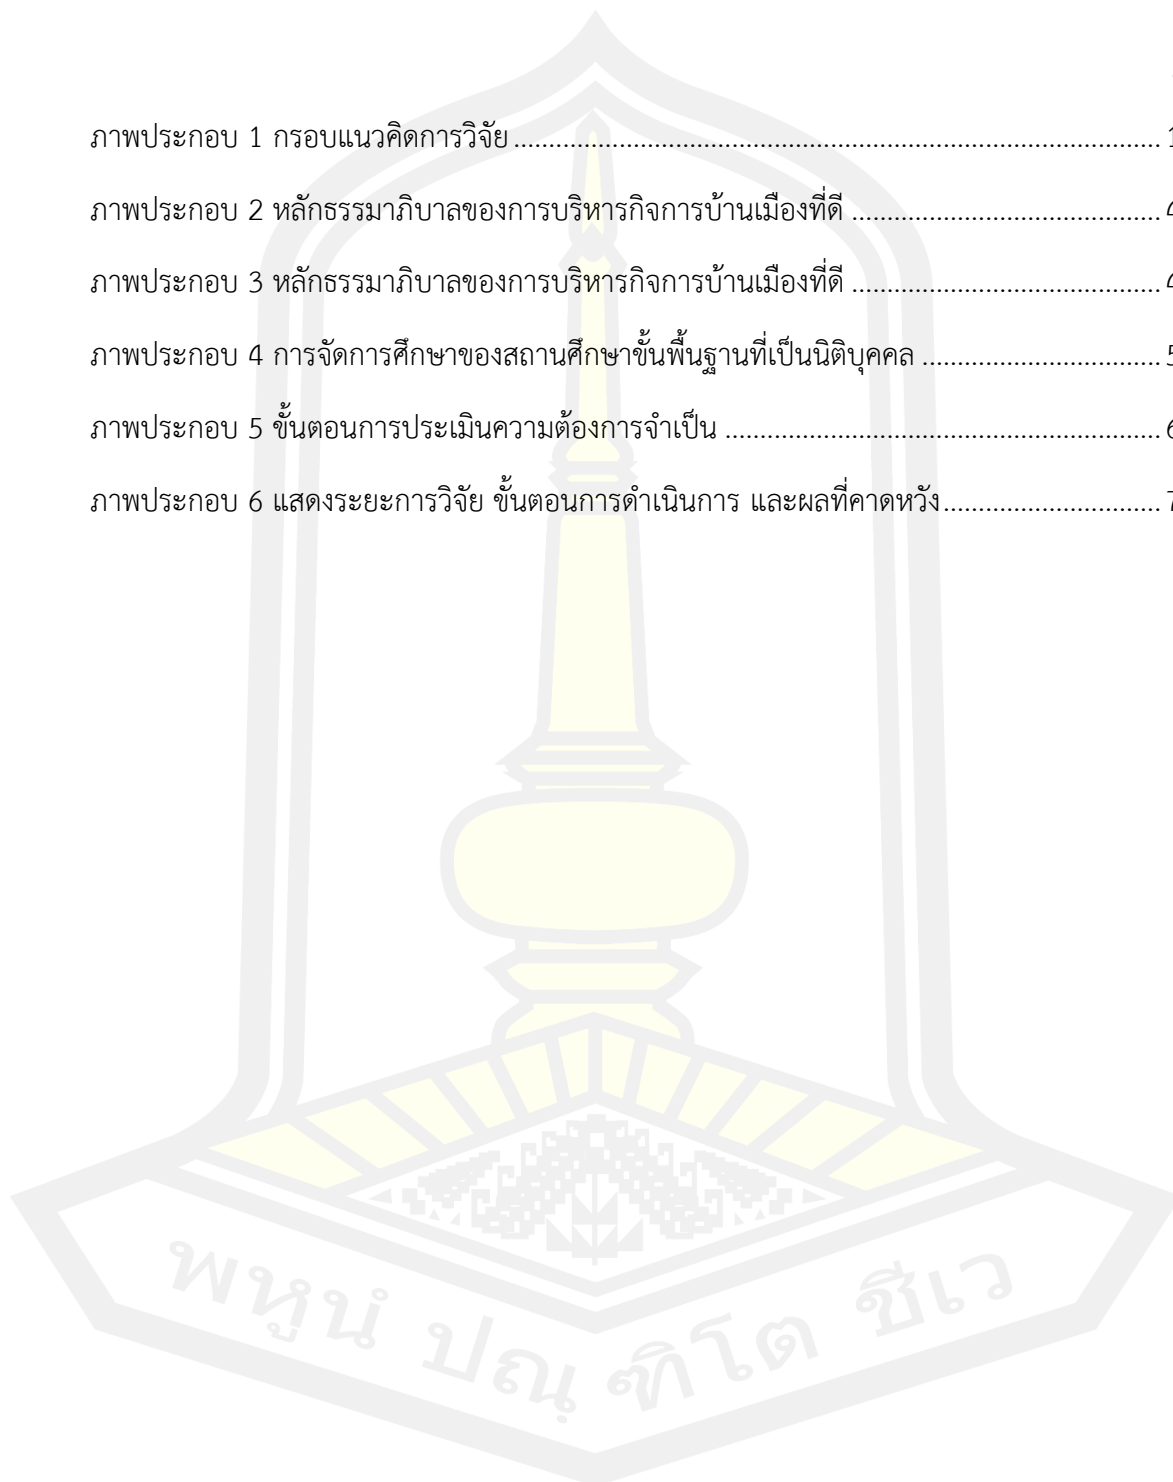 ภาพประกอบ 1 กรอบแนวคิดการวิจัย ........................................ 1
ภาพประกอบ 2 หลักธรรมาภิบาลของการบริหารกิจการบ้านเมืองที่ดี ........................................
ภาพประกอบ 3 หลักธรรมาภิบาลของการบริหารกิจการบ้านเมืองที่ดี ........................................
ภาพประกอบ 4 การจัดการศึกษาของสถานศึกษาขั้นพื้นฐานที่เป็นนิติบุคคล ........................................ 5
ภาพประกอบ 5 ขั้นตอนการประเมินความต้องการจำเป็น ........................................ 6
ภาพประกอบ 6 แสดงระยะการวิจัย ขั้นตอนการดำเนินการ และผลที่คาดหวัง ........................................ 7
พหูนํ ปณฺฑิโต ชีเว